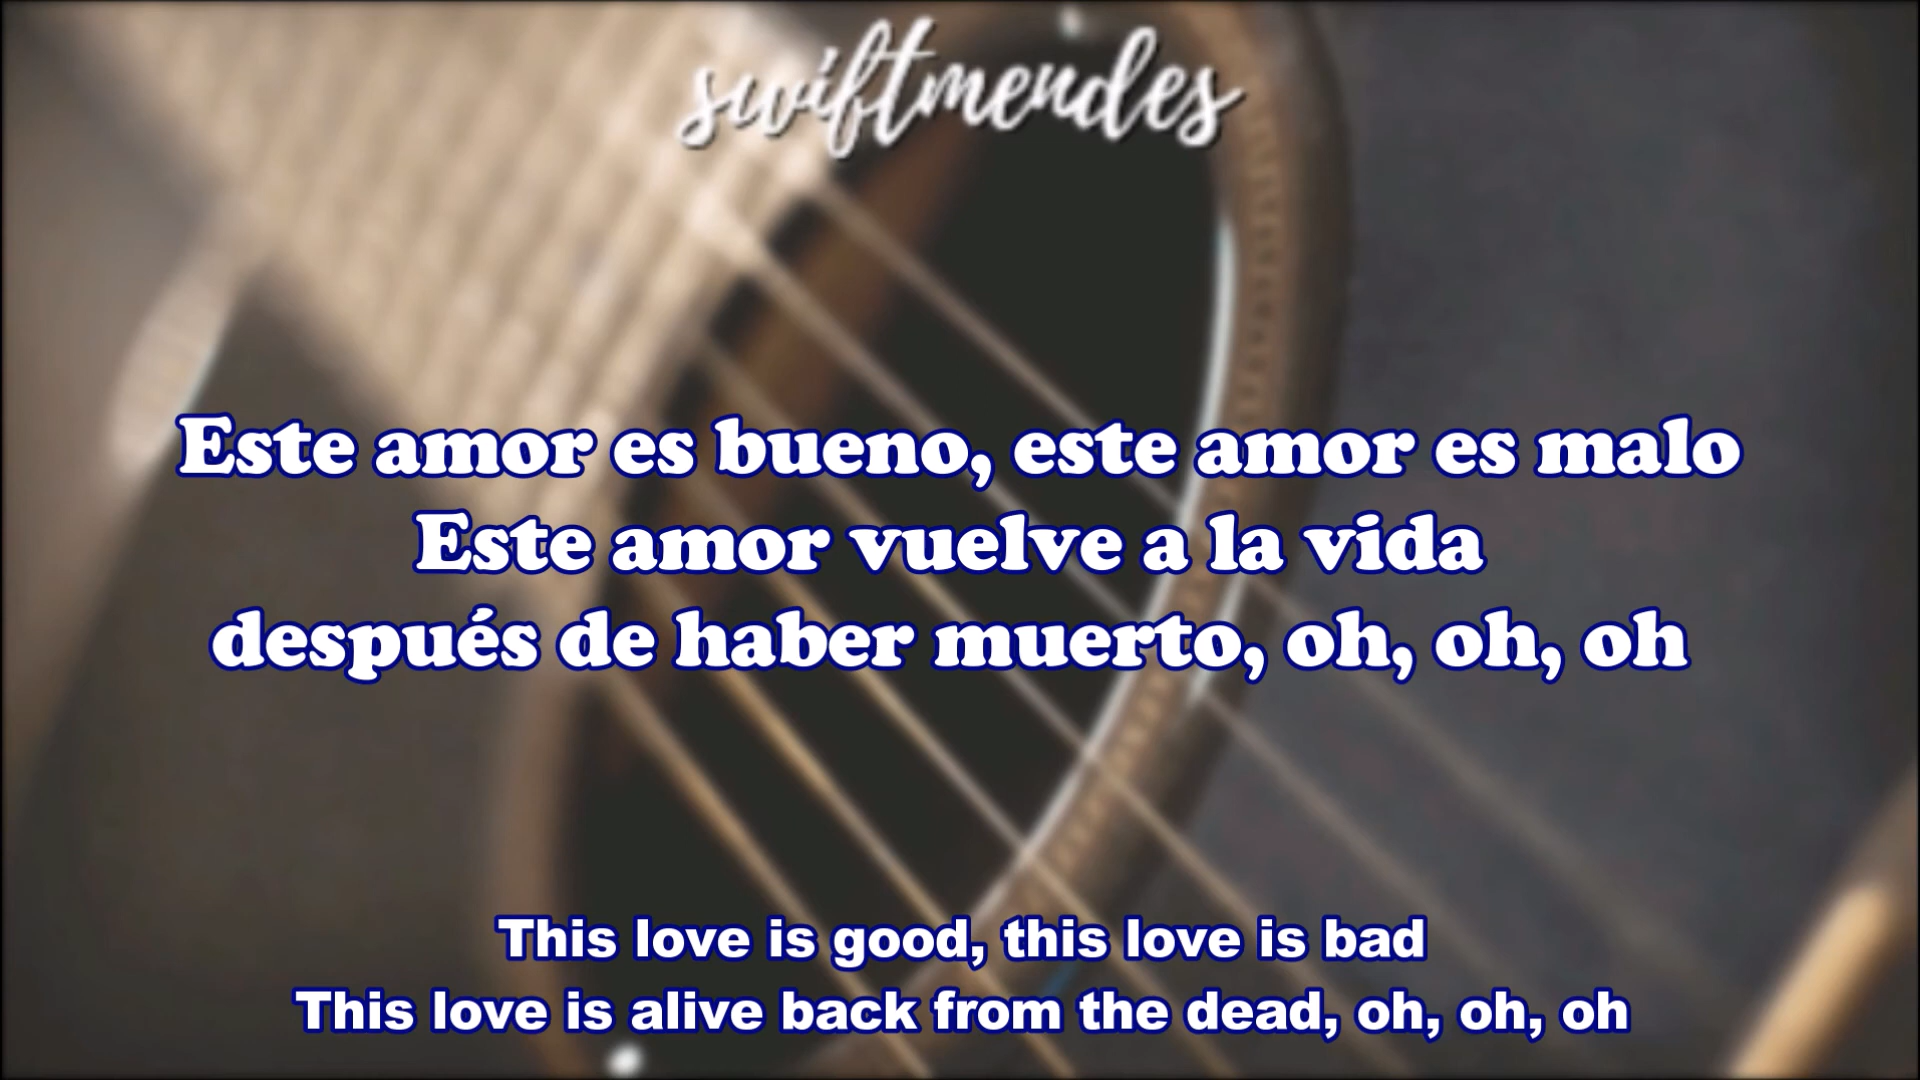 swiftmendes
Este amor es bueno, este amor es malo
Este amor vuelve a la vida
después de haber muerto, oh, oh, oh
This love is good, this love is bad
This love is alive back from the dead, oh, oh, oh